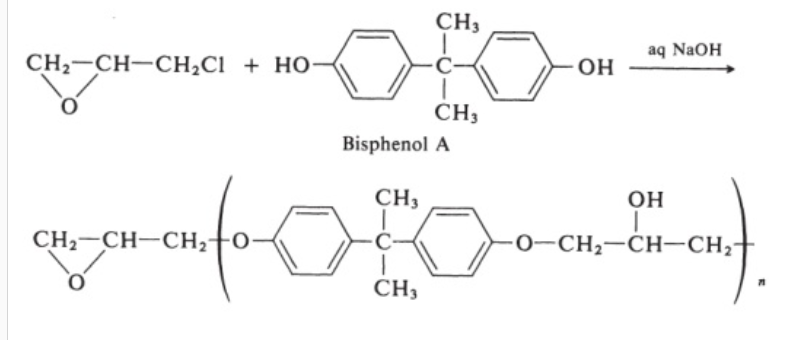 CH₃
CH₂—CH—CH₂Cl + HO— —C— —OH aq NaOH
O
CH₃
Bisphenol A
CH₃ OH
CH₂—CH—CH₂ —O— —C— —O—CH₂—CH—CH₂—
O
CH₃
n